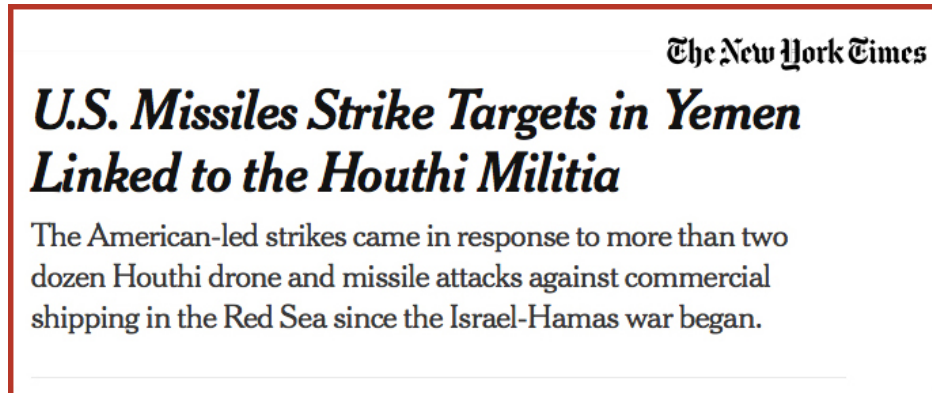 The New York Times
U.S. Missiles Strike Targets in Yemen
Linked to the Houthi Militia
The American-led strikes came in response to more than two
dozen Houthi drone and missile attacks against commercial
shipping in the Red Sea since the Israel-Hamas war began.